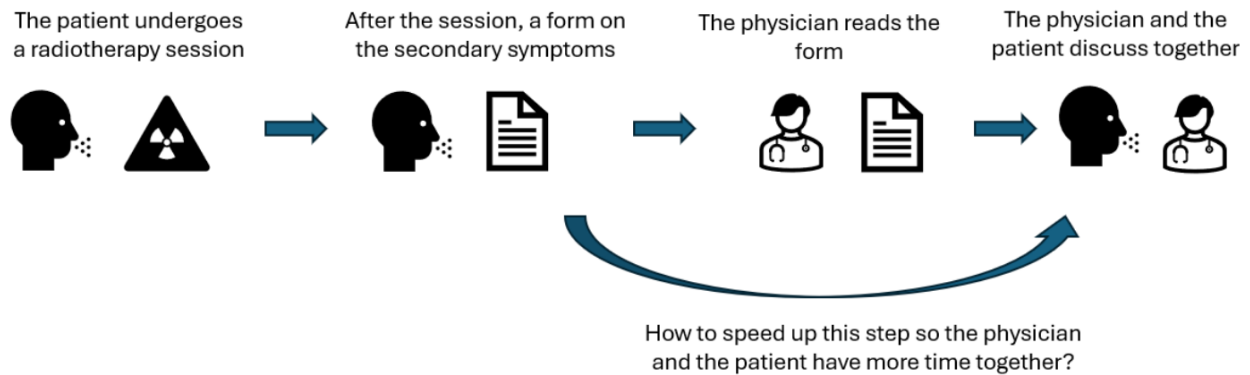 The patient undergoes
a radiotherapy session
After the session, a form on
the secondary symptoms
The physician reads the
form
The physician and the
patient discuss together
How to speed up this step so the physician
and the patient have more time together?